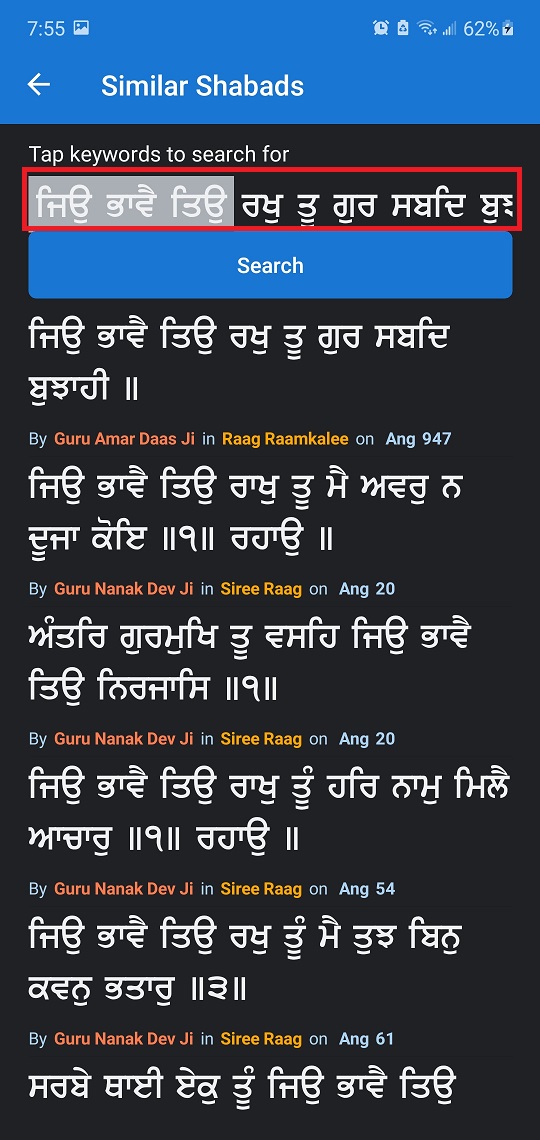 7:55 62%
Similar Shabads
Tap keywords to search for
ਜਿਉ ਭਾਵੈ ਤਿਉ ਰਖੁ ਤੂ ਗੁਰ ਸਬਦਿ
Search
ਜਿਉ ਭਾਵੈ ਤਿਉ ਰਖੁ ਤੂ ਗੁਰ ਸਬਦਿ
ਬੁਝਾਹੀ ॥
By Guru Amar Daas Ji in Raag Raamkalee on Ang 947
ਜਿਉ ਭਾਵੈ ਤਿਉ ਰਾਖੁ ਤੂ ਮੈ ਅਵਰੁ ਨ
ਦੂਜਾ ਕੋਇ ॥੧॥ ਰਹਾਉ ॥
By Guru Nanak Dev Ji in Siree Raag on Ang 20
ਅੰਤਰਿ ਗੁਰਮੁਖਿ ਤੂ ਵਸਹਿ ਜਿਉ ਭਾਵੈ
ਤਿਉ ਨਿਰਜਾਸਿ ॥੧॥
By Guru Nanak Dev Ji in Siree Raag on Ang 20
ਜਿਉ ਭਾਵੈ ਤਿਉ ਰਾਖੁ ਤੂੰ ਹਰਿ ਨਾਮੁ ਮਿਲੈ
ਆਚਾਰੁ ॥੧॥ ਰਹਾਉ ॥
By Guru Nanak Dev Ji in Siree Raag on Ang 54
ਜਿਉ ਭਾਵੈ ਤਿਉ ਰਖੁ ਤੂੰ ਮੈ ਤੁਝ ਬਿਨੁ
ਕਵਨੁ ਭਤਾਰੁ ॥੩॥
By Guru Nanak Dev Ji in Siree Raag on Ang 61
ਸਰਬੇ ਥਾਈ ਏਕੁ ਤੂੰ ਜਿਉ ਭਾਵੈ ਤਿਉ